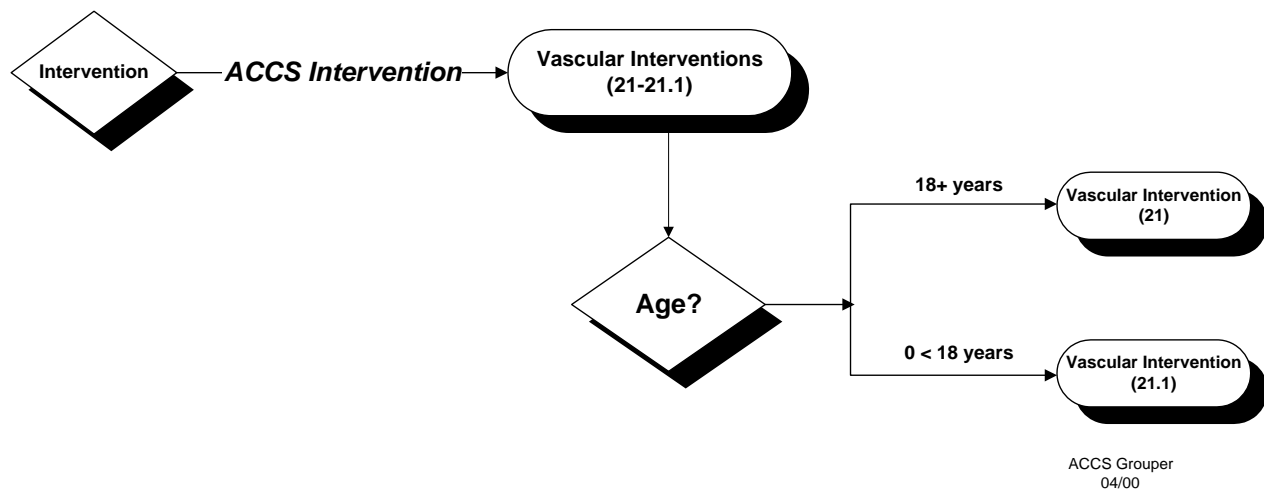 Intervention
ACCS Intervention
Vascular Interventions
(21-21.1)
18+ years
Vascular Intervention
(21)
Age?
0 < 18 years
Vascular Intervention
(21.1)
ACCS Grouper
04/00